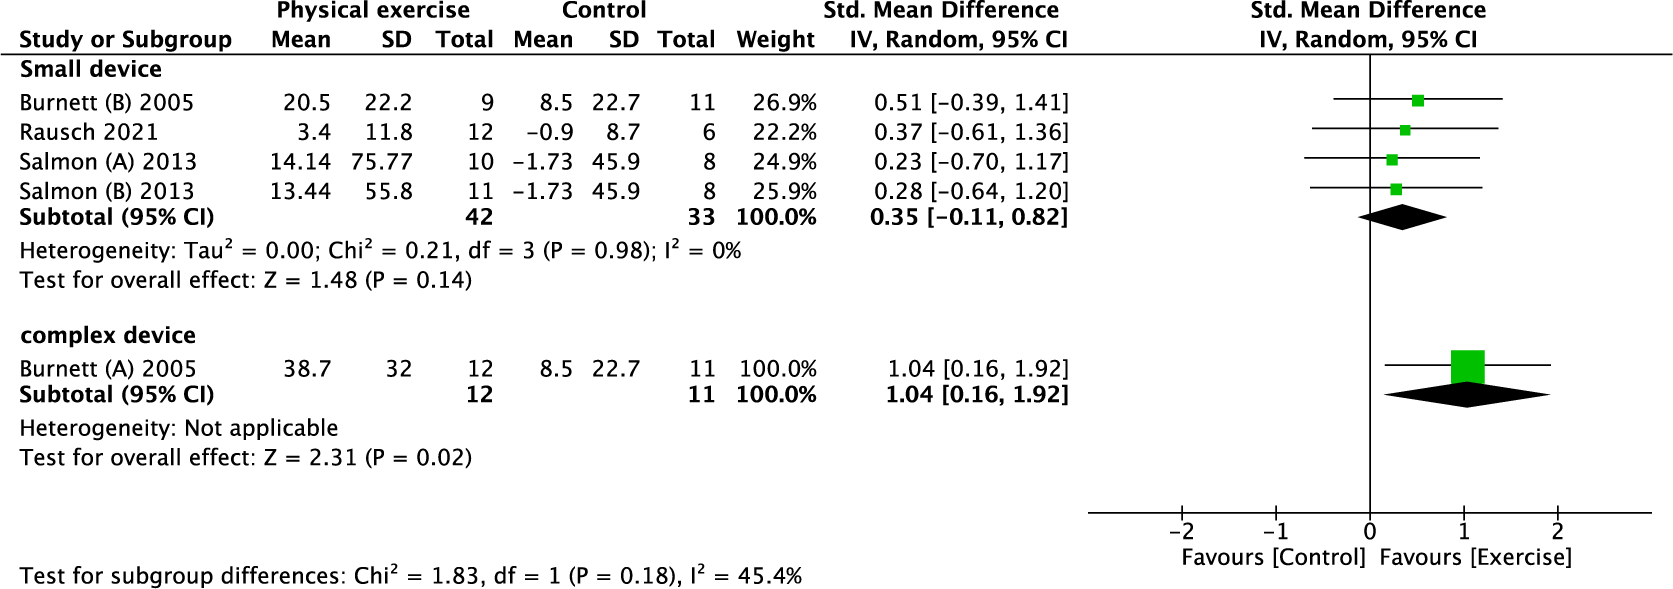 Physical exercise Control Std. Mean Difference Std. Mean Difference
Study or Subgroup Mean SD Total Mean SD Total Weight IV, Random, 95% CI IV, Random, 95% CI
Small device
Burnett (B) 2005 20.5 22.2 9 8.5 22.7 11 26.9% 0.51 [−0.39, 1.41]
Rausch 2021 3.4 11.8 12 −0.9 8.7 6 22.2% 0.37 [−0.61, 1.36]
Salmon (A) 2013 14.14 75.77 10 −1.73 45.9 8 24.9% 0.23 [−0.70, 1.17]
Salmon (B) 2013 13.44 55.8 11 −1.73 45.9 8 25.9% 0.28 [−0.64, 1.20]
Subtotal (95% CI) 42 33 100.0% 0.35 [−0.11, 0.82]
Heterogeneity: Tau² = 0.00; Chi² = 0.21, df = 3 (P = 0.98); I² = 0%
Test for overall effect: Z = 1.48 (P = 0.14)
complex device
Burnett (A) 2005 38.7 32 12 8.5 22.7 11 100.0% 1.04 [0.16, 1.92]
Subtotal (95% CI) 12 11 100.0% 1.04 [0.16, 1.92]
Heterogeneity: Not applicable
Test for overall effect: Z = 2.31 (P = 0.02)
−2 −1 0 1 2
Favours [Control] Favours [Exercise]
Test for subgroup differences: Chi² = 1.83, df = 1 (P = 0.18), I² = 45.4%